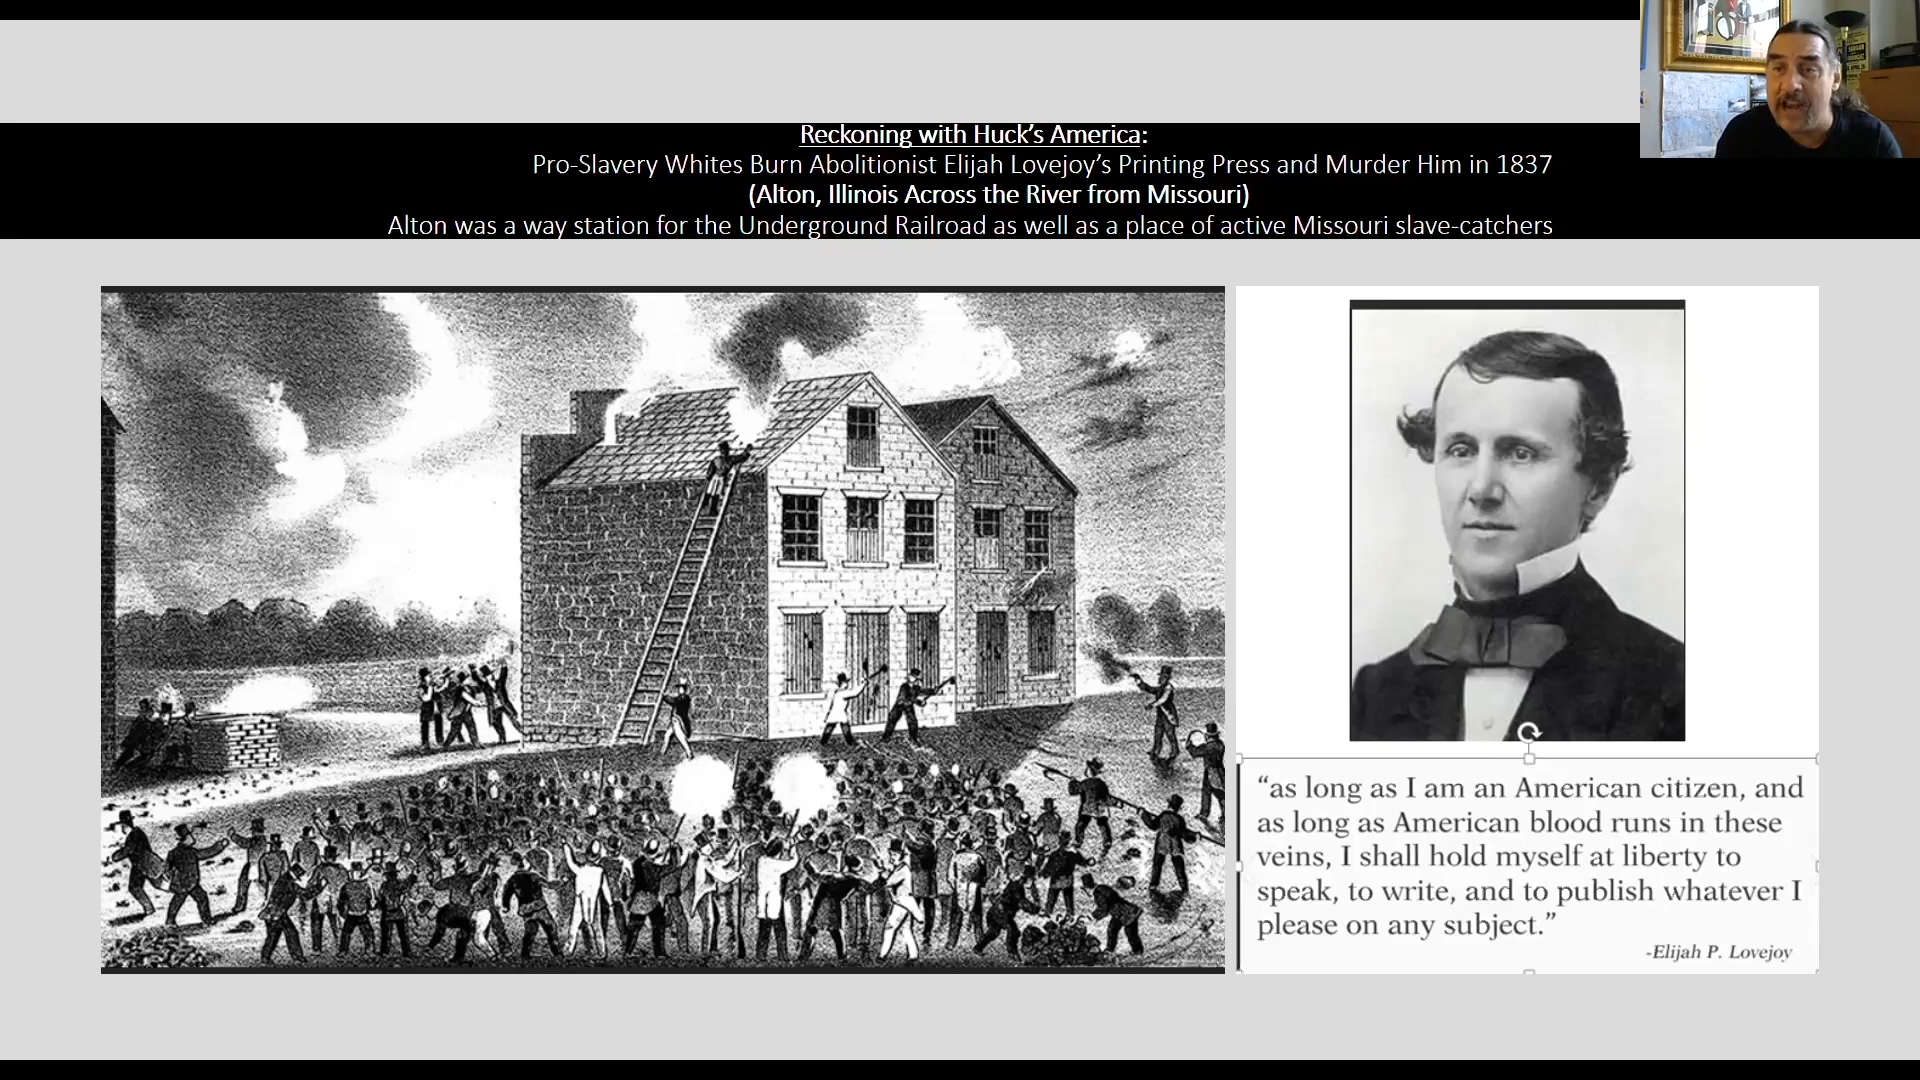 Reckoning with Huck’s America:
Pro-Slavery Whites Burn Abolitionist Elijah Lovejoy’s Printing Press and Murder Him in 1837
(Alton, Illinois Across the River from Missouri)
Alton was a way station for the Underground Railroad as well as a place of active Missouri slave-catchers
“as long as I am an American citizen, and
as long as American blood runs in these
veins, I shall hold myself at liberty to
speak, to write, and to publish whatever I
please on any subject.”
-Elijah P. Lovejoy